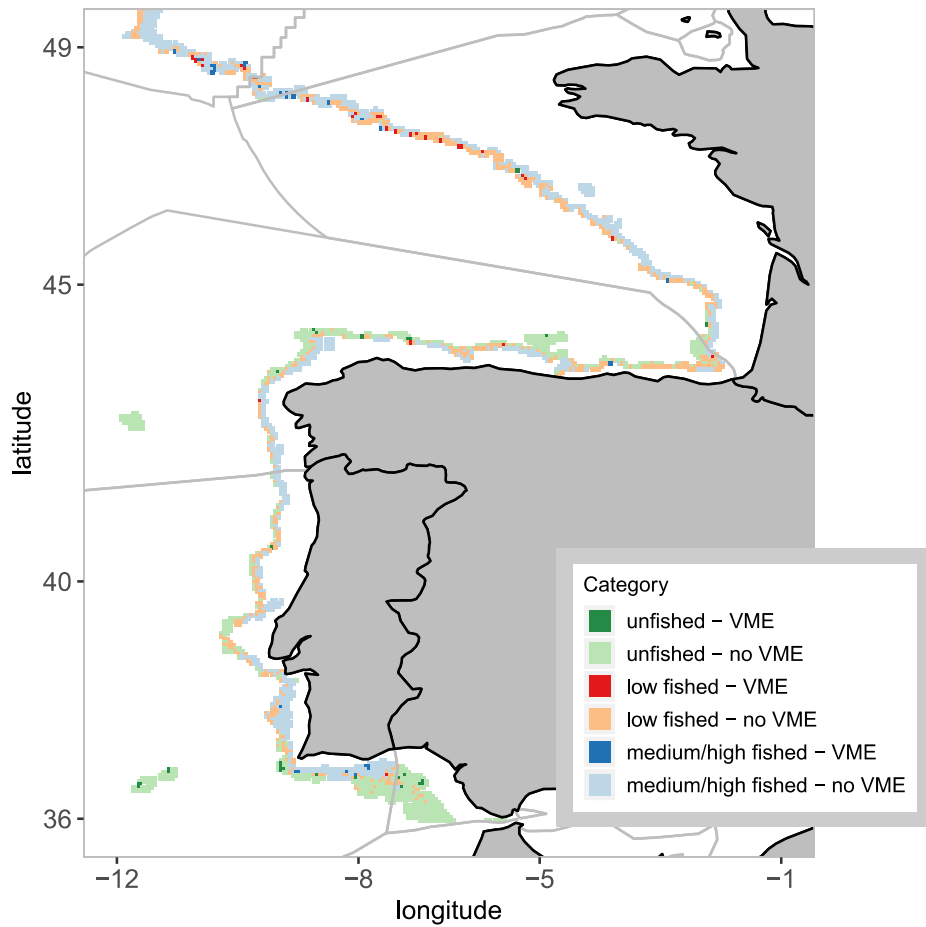 49
45
40
36
latitude
−12
−8
−5
−1
longitude
Category
unfished − VME
unfished − no VME
low fished − VME
low fished − no VME
medium/high fished − VME
medium/high fished − no VME